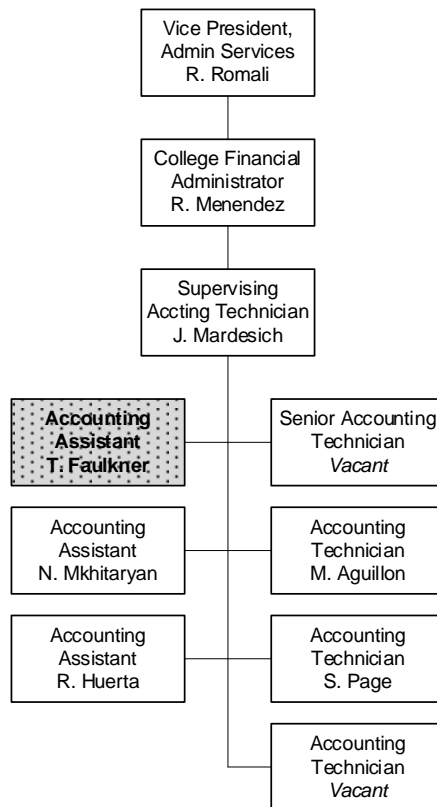 Vice President,
Admin Services
R. Romali
College Financial
Administrator
R. Menendez
Supervising
Accting Technician
J. Mardesich
Accounting
Assistant
T. Faulkner
Senior Accounting
Technician
Vacant
Accounting
Assistant
N. Mkhitaryan
Accounting
Technician
M. Aguillon
Accounting
Assistant
R. Huerta
Accounting
Technician
S. Page
Accounting
Technician
Vacant